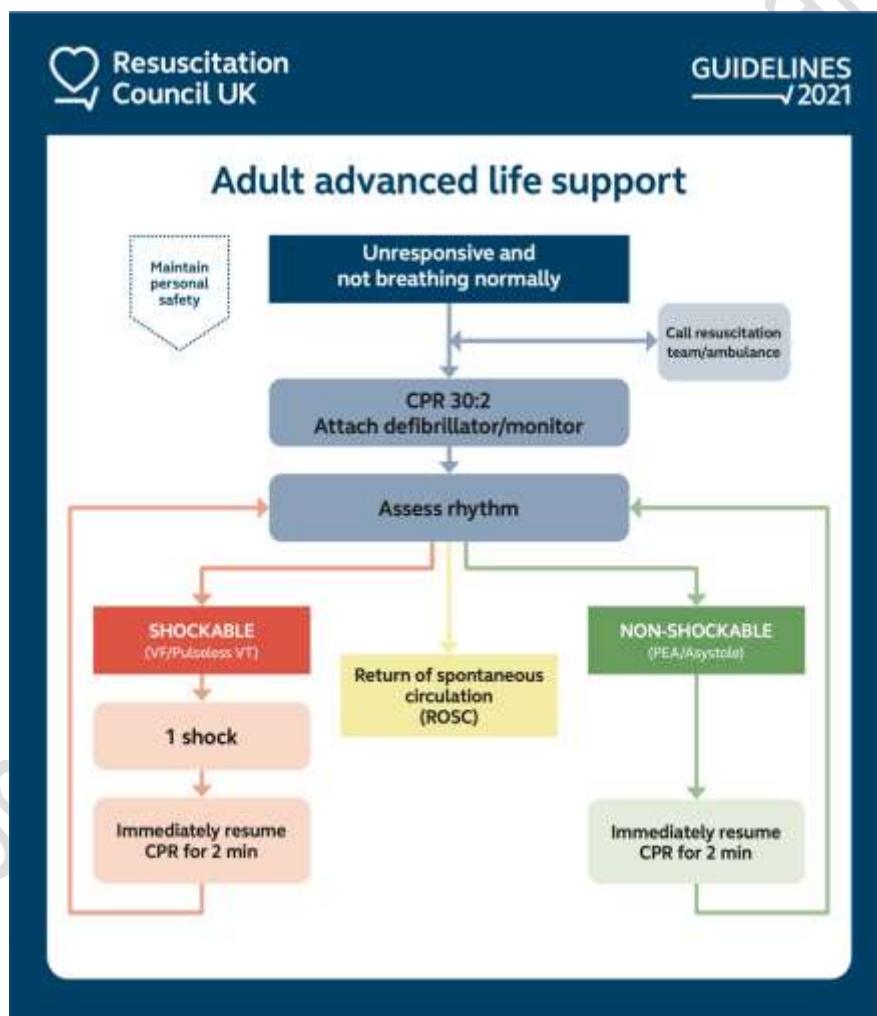 Resuscitation
Council UK
GUIDELINES
2021
Adult advanced life support
Maintain
personal
safety
Unresponsive and
not breathing normally
Call resuscitation
team/ambulance
CPR 30:2
Attach defibrillator/monitor
Assess rhythm
SHOCKABLE
(VF/Pulseless VT)
NON-SHOCKABLE
(PEA/Asystole)
Return of spontaneous
circulation
(ROSC)
1 shock
Immediately resume
CPR for 2 min
Immediately resume
CPR for 2 min